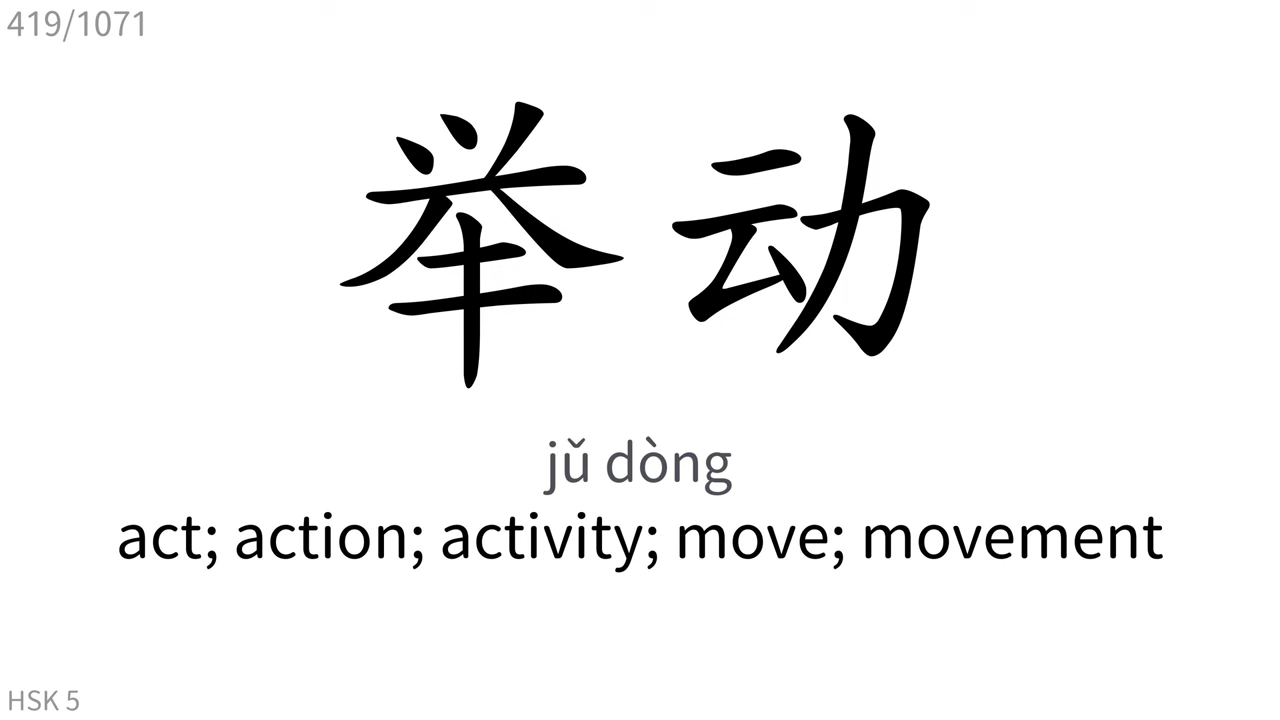 419/1071
举动
jǔ dòng
act; action; activity; move; movement
HSK 5